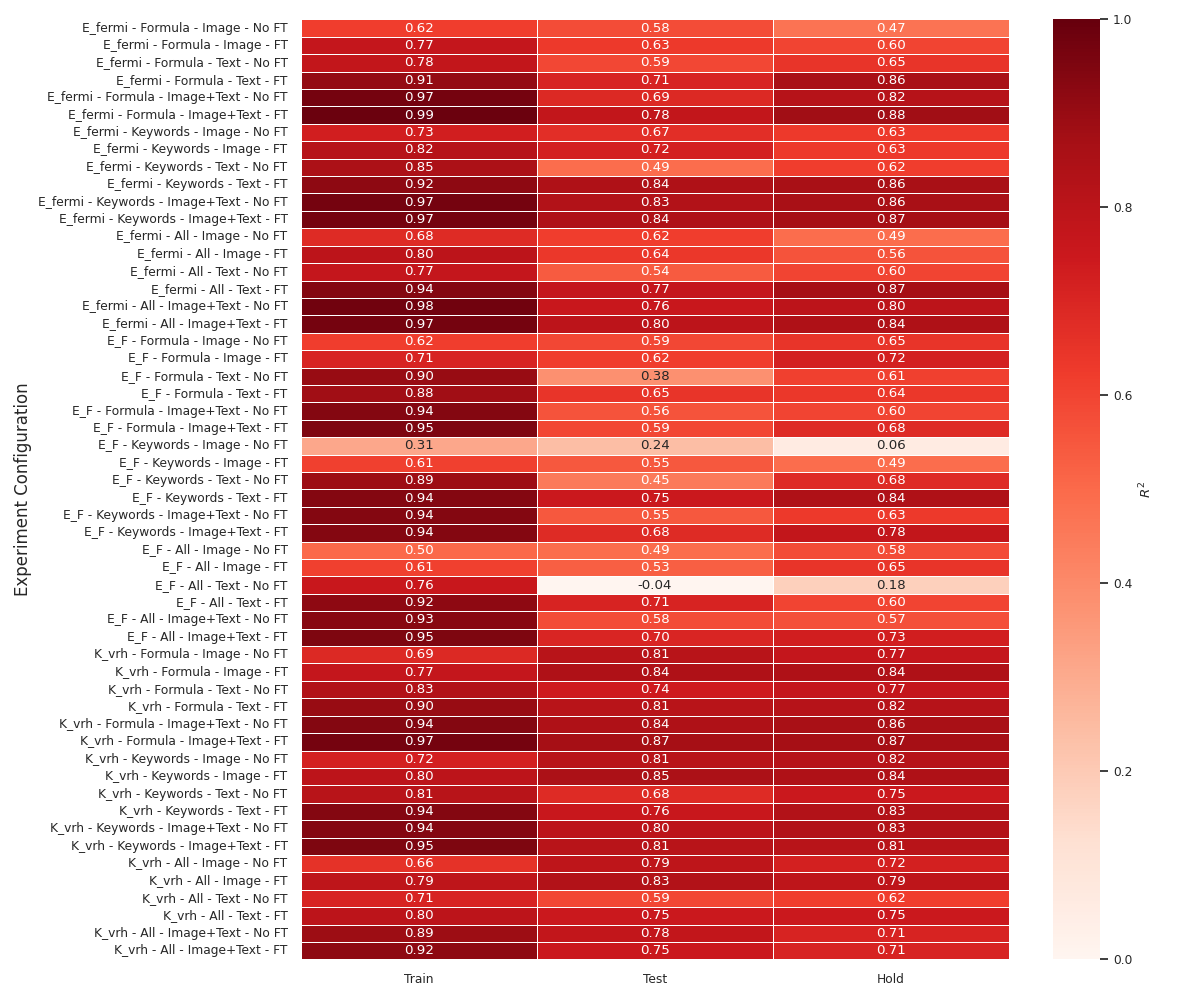 E_fermi - Formula - Image - No FT 0.62 0.58 0.47
E_fermi - Formula - Image - FT 0.77 0.63 0.60
E_fermi - Formula - Text - No FT 0.78 0.59 0.65
E_fermi - Formula - Text - FT 0.91 0.71 0.86
E_fermi - Formula - Image+Text - No FT 0.97 0.69 0.82
E_fermi - Formula - Image+Text - FT 0.99 0.78 0.88
E_fermi - Keywords - Image - No FT 0.73 0.67 0.63
E_fermi - Keywords - Image - FT 0.82 0.72 0.63
E_fermi - Keywords - Text - No FT 0.85 0.49 0.62
E_fermi - Keywords - Text - FT 0.92 0.84 0.86
E_fermi - Keywords - Image+Text - No FT 0.97 0.83 0.86
E_fermi - Keywords - Image+Text - FT 0.97 0.84 0.87
E_fermi - All - Image - No FT 0.68 0.62 0.49
E_fermi - All - Image - FT 0.80 0.64 0.56
E_fermi - All - Text - No FT 0.77 0.54 0.60
E_fermi - All - Text - FT 0.94 0.77 0.87
E_fermi - All - Image+Text - No FT 0.98 0.76 0.80
E_fermi - All - Image+Text - FT 0.97 0.80 0.84
E_F - Formula - Image - No FT 0.62 0.59 0.65
E_F - Formula - Image - FT 0.71 0.62 0.72
E_F - Formula - Text - No FT 0.90 0.38 0.61
E_F - Formula - Text - FT 0.88 0.65 0.64
E_F - Formula - Image+Text - No FT 0.94 0.56 0.60
E_F - Formula - Image+Text - FT 0.95 0.59 0.68
E_F - Keywords - Image - No FT 0.31 0.24 0.06
E_F - Keywords - Image - FT 0.61 0.55 0.49
E_F - Keywords - Text - No FT 0.89 0.45 0.68
E_F - Keywords - Text - FT 0.94 0.75 0.84
E_F - Keywords - Image+Text - No FT 0.94 0.55 0.63
E_F - Keywords - Image+Text - FT 0.94 0.68 0.78
E_F - All - Image - No FT 0.50 0.49 0.58
E_F - All - Image - FT 0.61 0.53 0.65
E_F - All - Text - No FT 0.76 -0.04 0.18
E_F - All - Text - FT 0.92 0.71 0.60
E_F - All - Image+Text - No FT 0.93 0.58 0.57
E_F - All - Image+Text - FT 0.95 0.70 0.73
K_vrh - Formula - Image - No FT 0.69 0.81 0.77
K_vrh - Formula - Image - FT 0.77 0.84 0.84
K_vrh - Formula - Text - No FT 0.83 0.74 0.77
K_vrh - Formula - Text - FT 0.90 0.81 0.82
K_vrh - Formula - Image+Text - No FT 0.94 0.84 0.86
K_vrh - Formula - Image+Text - FT 0.97 0.87 0.87
K_vrh - Keywords - Image - No FT 0.72 0.81 0.82
K_vrh - Keywords - Image - FT 0.80 0.85 0.84
K_vrh - Keywords - Text - No FT 0.81 0.68 0.75
K_vrh - Keywords - Text - FT 0.94 0.76 0.83
K_vrh - Keywords - Image+Text - No FT 0.94 0.80 0.83
K_vrh - Keywords - Image+Text - FT 0.95 0.81 0.81
K_vrh - All - Image - No FT 0.66 0.79 0.72
K_vrh - All - Image - FT 0.79 0.83 0.79
K_vrh - All - Text - No FT 0.71 0.59 0.62
K_vrh - All - Text - FT 0.80 0.75 0.75
K_vrh - All - Image+Text - No FT 0.89 0.78 0.71
K_vrh - All - Image+Text - FT 0.92 0.75 0.71
Train Test Hold
Experiment Configuration
1.0
0.8
0.6
0.4
0.2
0.0
R²